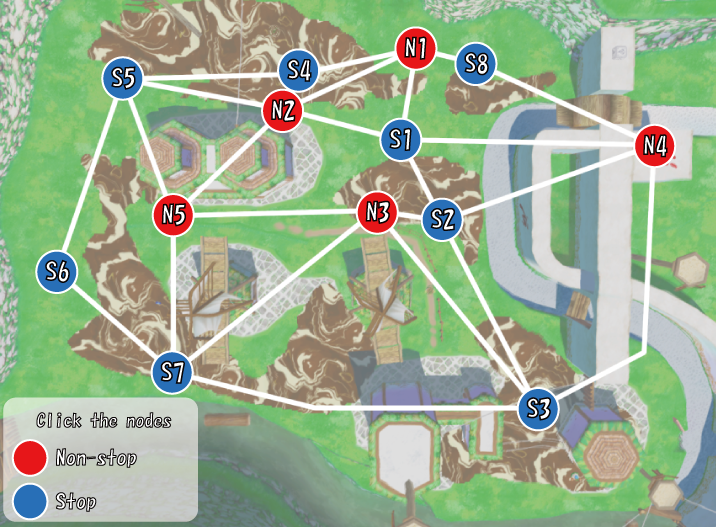 N1
S8
S4
S5
N2
S1
N4
N5
N3
S2
S6
S7
S3
Click the nodes
Non-stop
Stop